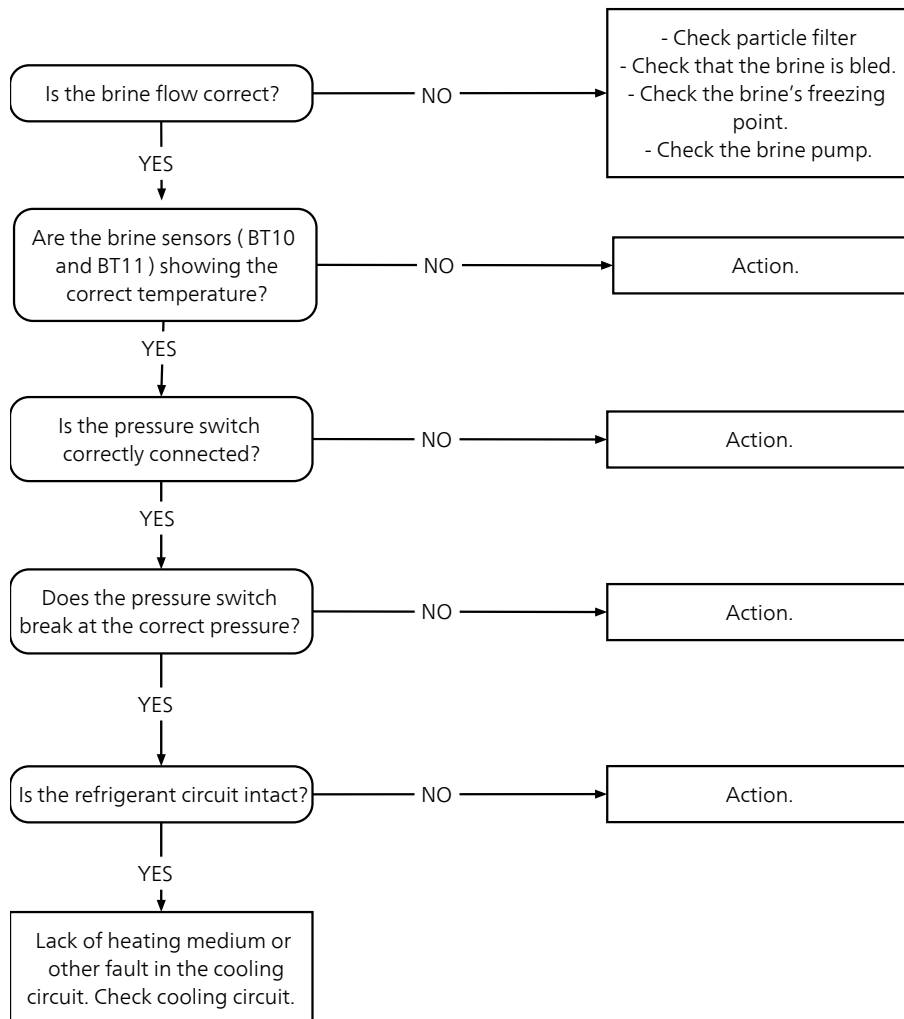 Is the brine flow correct?
NO
- Check particle filter
- Check that the brine is bled.
- Check the brine’s freezing
point.
- Check the brine pump.
YES
Are the brine sensors ( BT10
and BT11 ) showing the
correct temperature?
NO
Action.
YES
Is the pressure switch
correctly connected?
NO
Action.
YES
Does the pressure switch
break at the correct pressure?
NO
Action.
YES
Is the refrigerant circuit intact?
NO
Action.
YES
Lack of heating medium or
other fault in the cooling
circuit. Check cooling circuit.